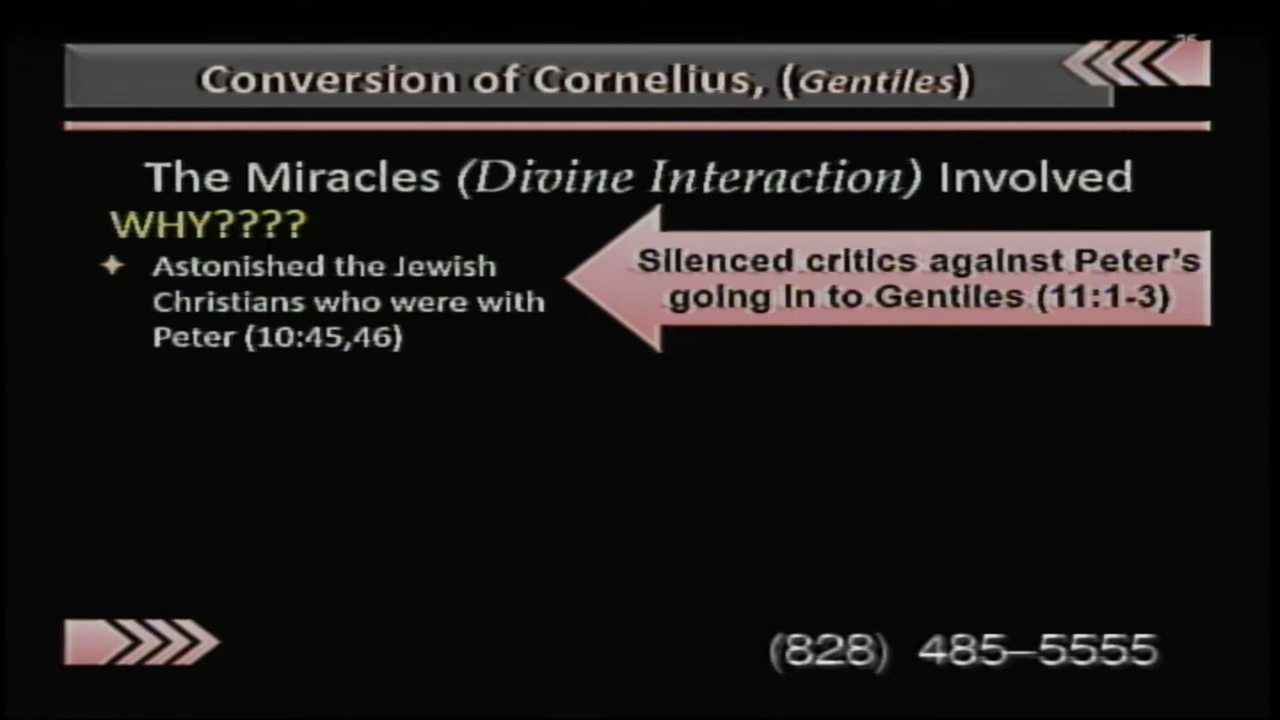 Conversion of Cornelius, (Gentiles)
The Miracles (Divine Interaction) Involved
WHY????
Astonished the Jewish
Christians who were with
Peter (10:45,46)
Silenced critics against Peter's
going In to Gentiles (11:1-3)
(828) 485–5555